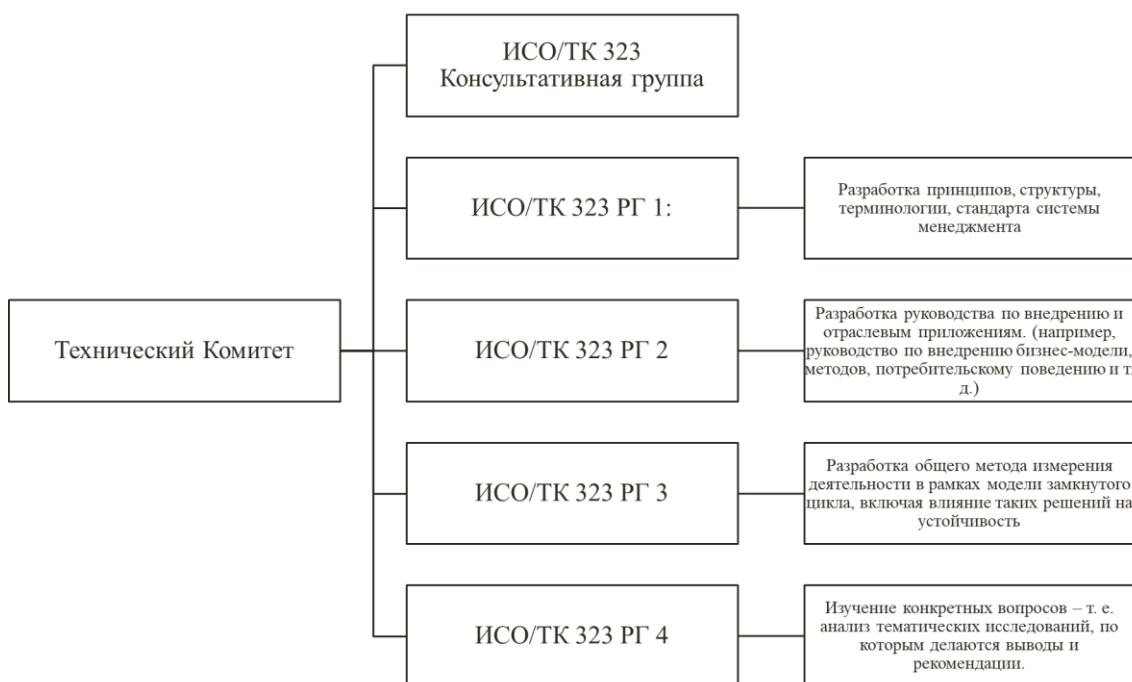 ИСО/ТК 323
Консультативная группа
ИСО/ТК 323 РГ 1:
Разработка принципов, структуры,
терминологии, стандарта системы
менеджмента
Технический Комитет
ИСО/ТК 323 РГ 2
Разработка руководства по внедрению и
отраслевым приложениям. (например,
руководство по внедрению бизнес-модели,
методов, потребительскому поведению и т.
д.)
ИСО/ТК 323 РГ 3
Разработка общего метода измерения
деятельности в рамках модели замкнутого
цикла, включая влияние таких решений на
устойчивость
ИСО/ТК 323 РГ 4
Изучение конкретных вопросов – т. е.
анализ тематических исследований, по
которым делаются выводы и
рекомендации.